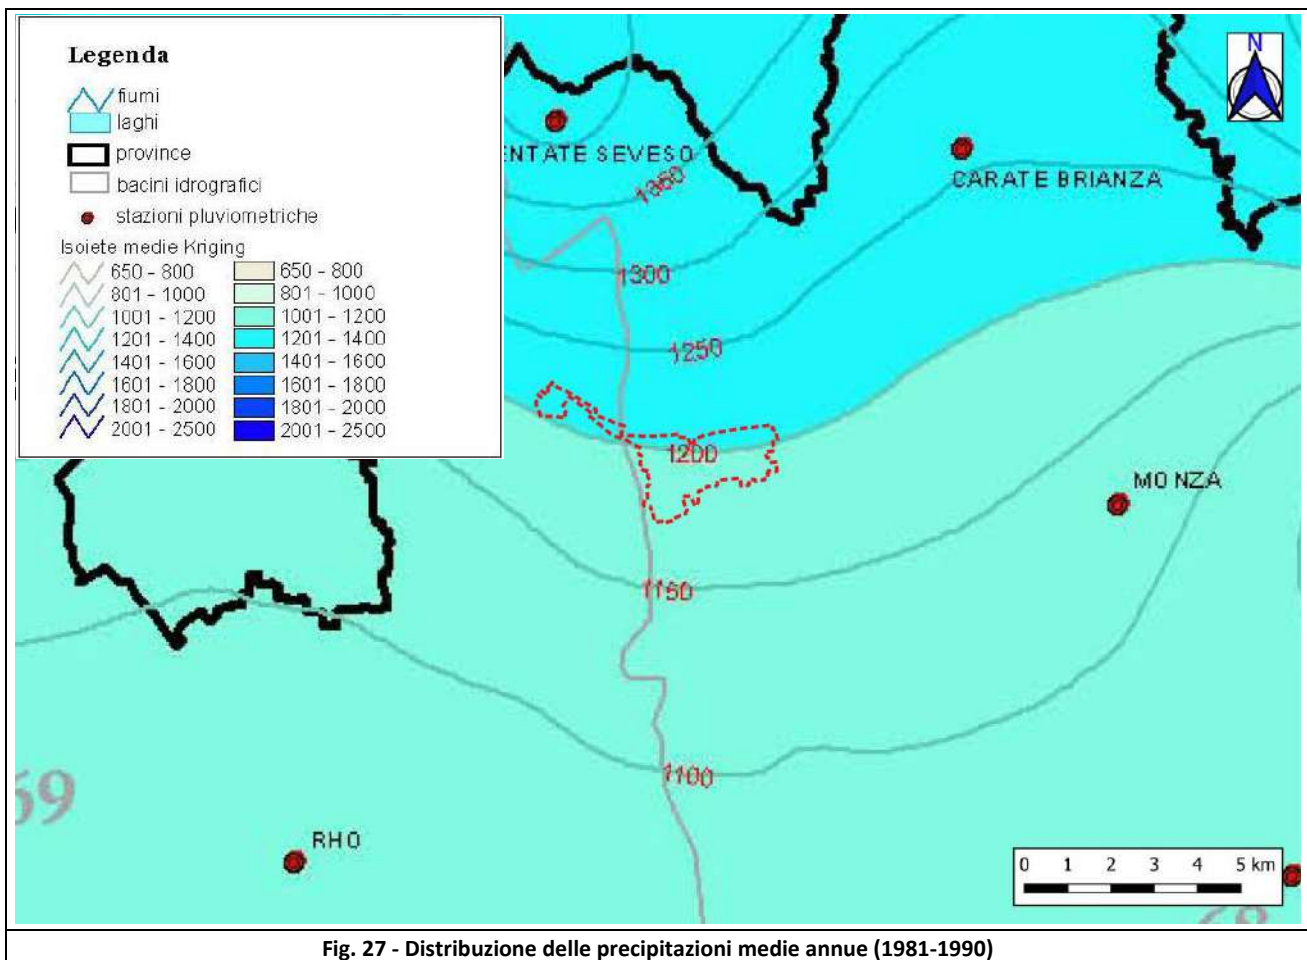 Legenda
fiumi
laghi
province
bacini idrografici
stazioni pluviometriche
Isoiete medie Kriging
650 - 800 650 - 800
801 - 1000 801 - 1000
1001 - 1200 1001 - 1200
1201 - 1400 1201 - 1400
1401 - 1600 1401 - 1600
1601 - 1800 1601 - 1800
1801 - 2000 1801 - 2000
2001 - 2500 2001 - 2500
N
ENTATE SEVESO
CARATE BRIANZA
1350
1300
1250
1200
MONZA
1150
1100
69
RHO
0 1 2 3 4 5 km
68
Fig. 27 - Distribuzione delle precipitazioni medie annue (1981-1990)